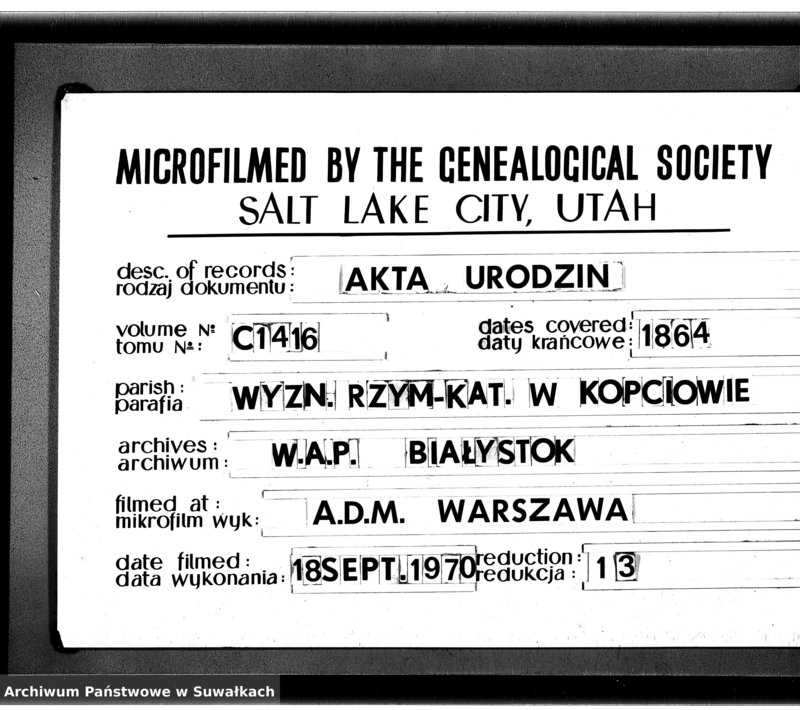 MICROFILMED BY THE GENEALOGICAL SOCIETY
SALT LAKE CITY, UTAH
desc. of records:
rodzaj dokumentu: AKTA URODZIN
volume №
tomu №: C1416
dates covered:
daty krańcowe: 1864
parish:
parafia WYZN. RZYM-KAT. W KOPCIOWIE
archives:
archiwum: W.A.P. BIAŁYSTOK
filmed at:
mikrofilm wyk: A.D.M. WARSZAWA
date filmed:
data wykonania: 18SEPT.1970
reduction:
redukcja: 13
Archiwum Państwowe w Suwałkach